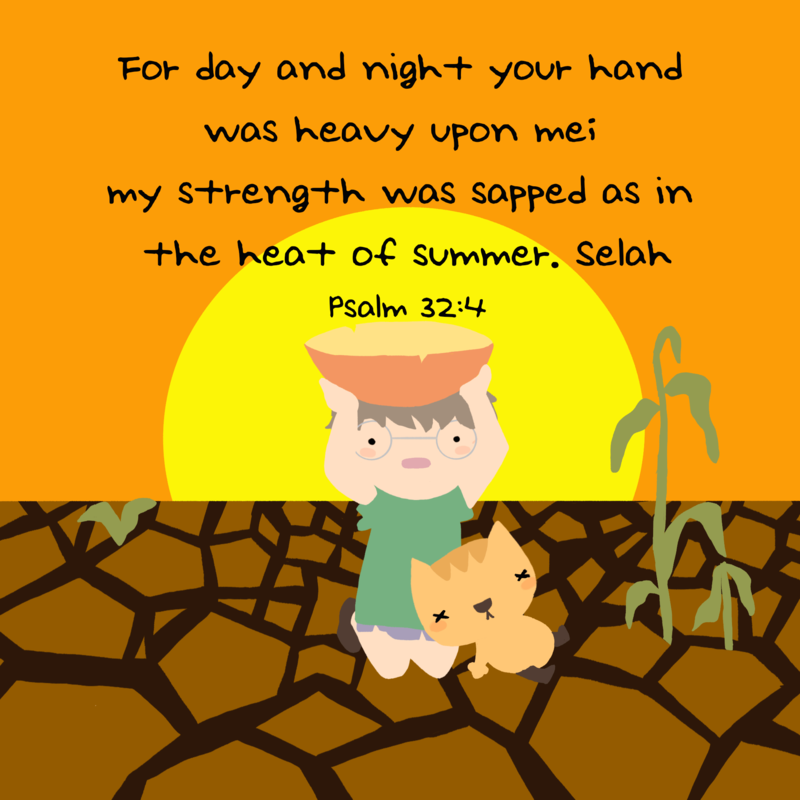 For day and night your hand
was heavy upon mei
my strength was sapped as in
the heat of summer. Selah
Psalm 32:4